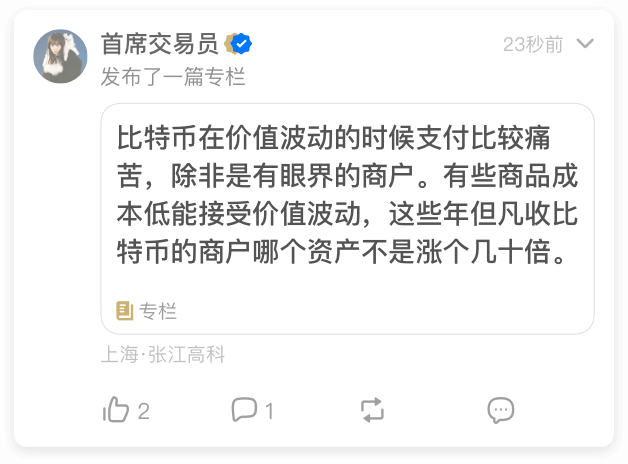 首席交易员
23秒前
发布了一篇专栏
比特币在价值波动的时候支付比较痛
苦，除非是有眼界的商户。有些商品成
本低能接受价值波动，这些年但凡收比
特币的商户哪个资产不是涨个几十倍。
专栏
上海·张江高科
2
1